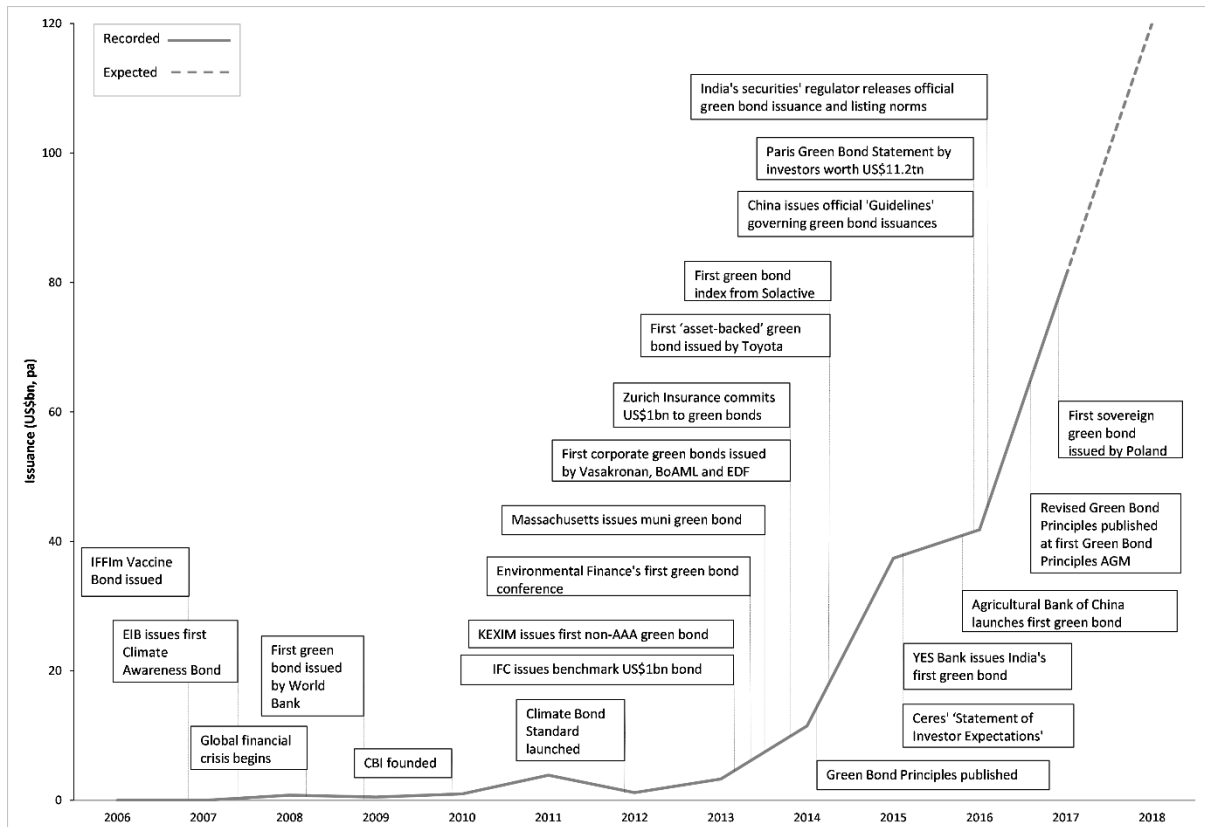 120
Recorded
Expected
India's securities' regulator releases official
green bond issuance and listing norms
100
Paris Green Bond Statement by
investors worth US$11.2tn
China issues official 'Guidelines'
governing green bond issuances
80
First green bond
index from Solactive
First ‘asset-backed’ green
bond issued by Toyota
60
Zurich Insurance commits
US$1bn to green bonds
First sovereign
green bond
issued by Poland
First corporate green bonds issued
by Vasakronan, BoAML and EDF
Issuance (US$bn, pa)
Massachusetts issues muni green bond
Revised Green Bond
Principles published
at first Green Bond
Principles AGM
40
IFFIm Vaccine
Bond issued
Environmental Finance's first green bond
conference
Agricultural Bank of China
launches first green bond
EIB issues first
Climate
Awareness Bond
First green
bond issued
by World
Bank
KEXIM issues first non-AAA green bond
IFC issues benchmark US$1bn bond
YES Bank issues India's
first green bond
20
Climate Bond
Standard
launched
Ceres' ‘Statement of
Investor Expectations'
Global financial
crisis begins
CBI founded
Green Bond Principles published
0
2006 2007 2008 2009 2010 2011 2012 2013 2014 2015 2016 2017 2018